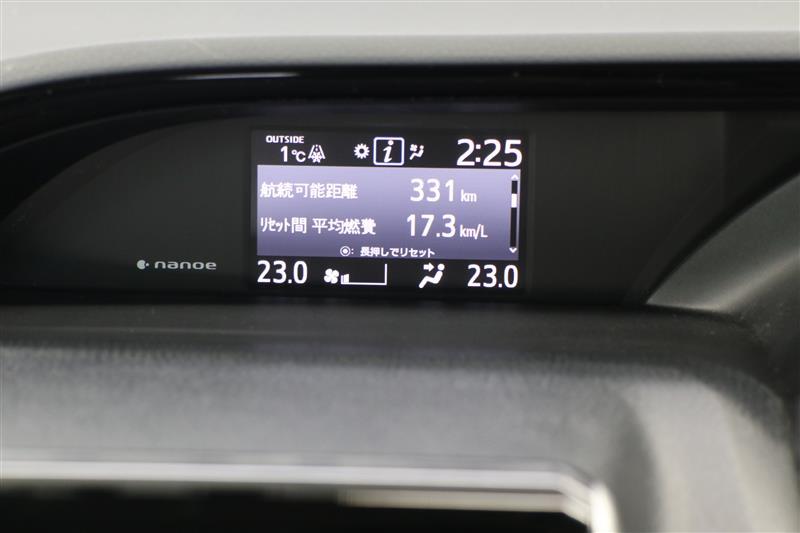 OUTSIDE
1℃ i 2:25
航続可能距離 331 km
リセット間 平均燃費 17.3 km/L
◉: 長押しでリセット
nanoe
23.0 23.0